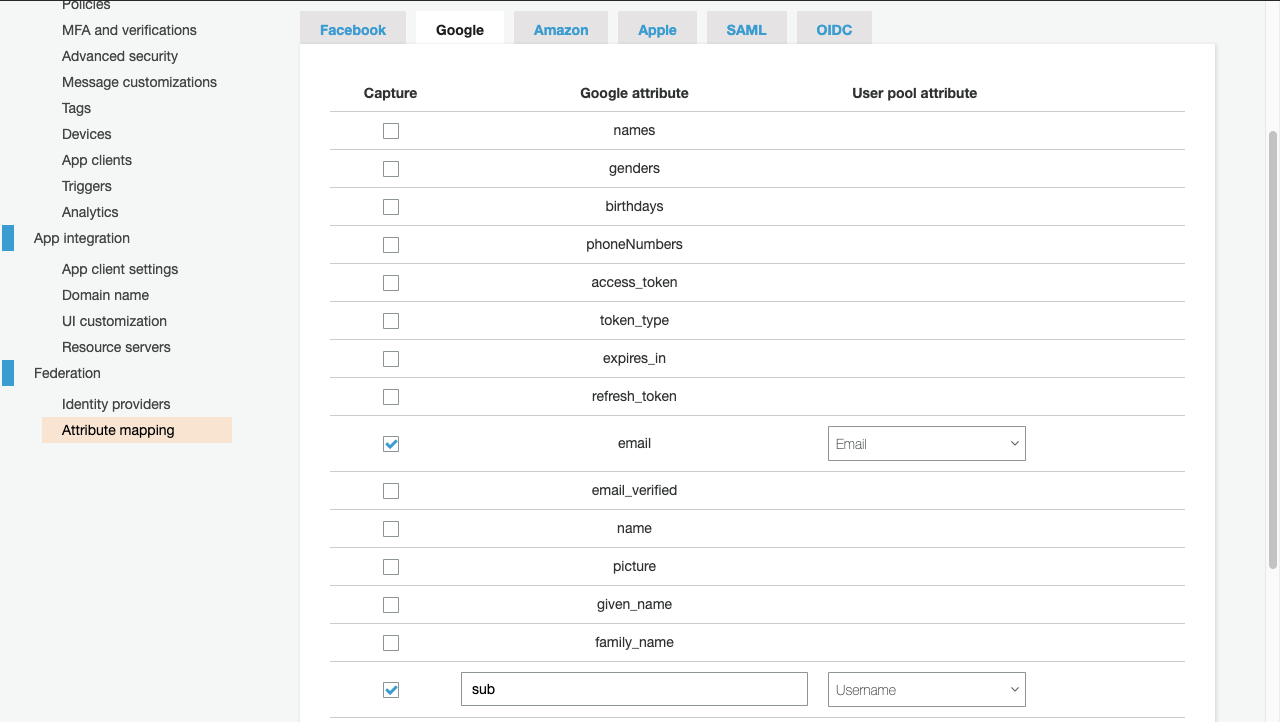 Policies
MFA and verifications
Advanced security
Message customizations
Tags
Devices
App clients
Triggers
Analytics
App integration
App client settings
Domain name
UI customization
Resource servers
Federation
Identity providers
Attribute mapping
Facebook Google Amazon Apple SAML OIDC
Capture Google attribute User pool attribute
names
genders
birthdays
phoneNumbers
access_token
token_type
expires_in
refresh_token
email Email
email_verified
name
picture
given_name
family_name
sub Username